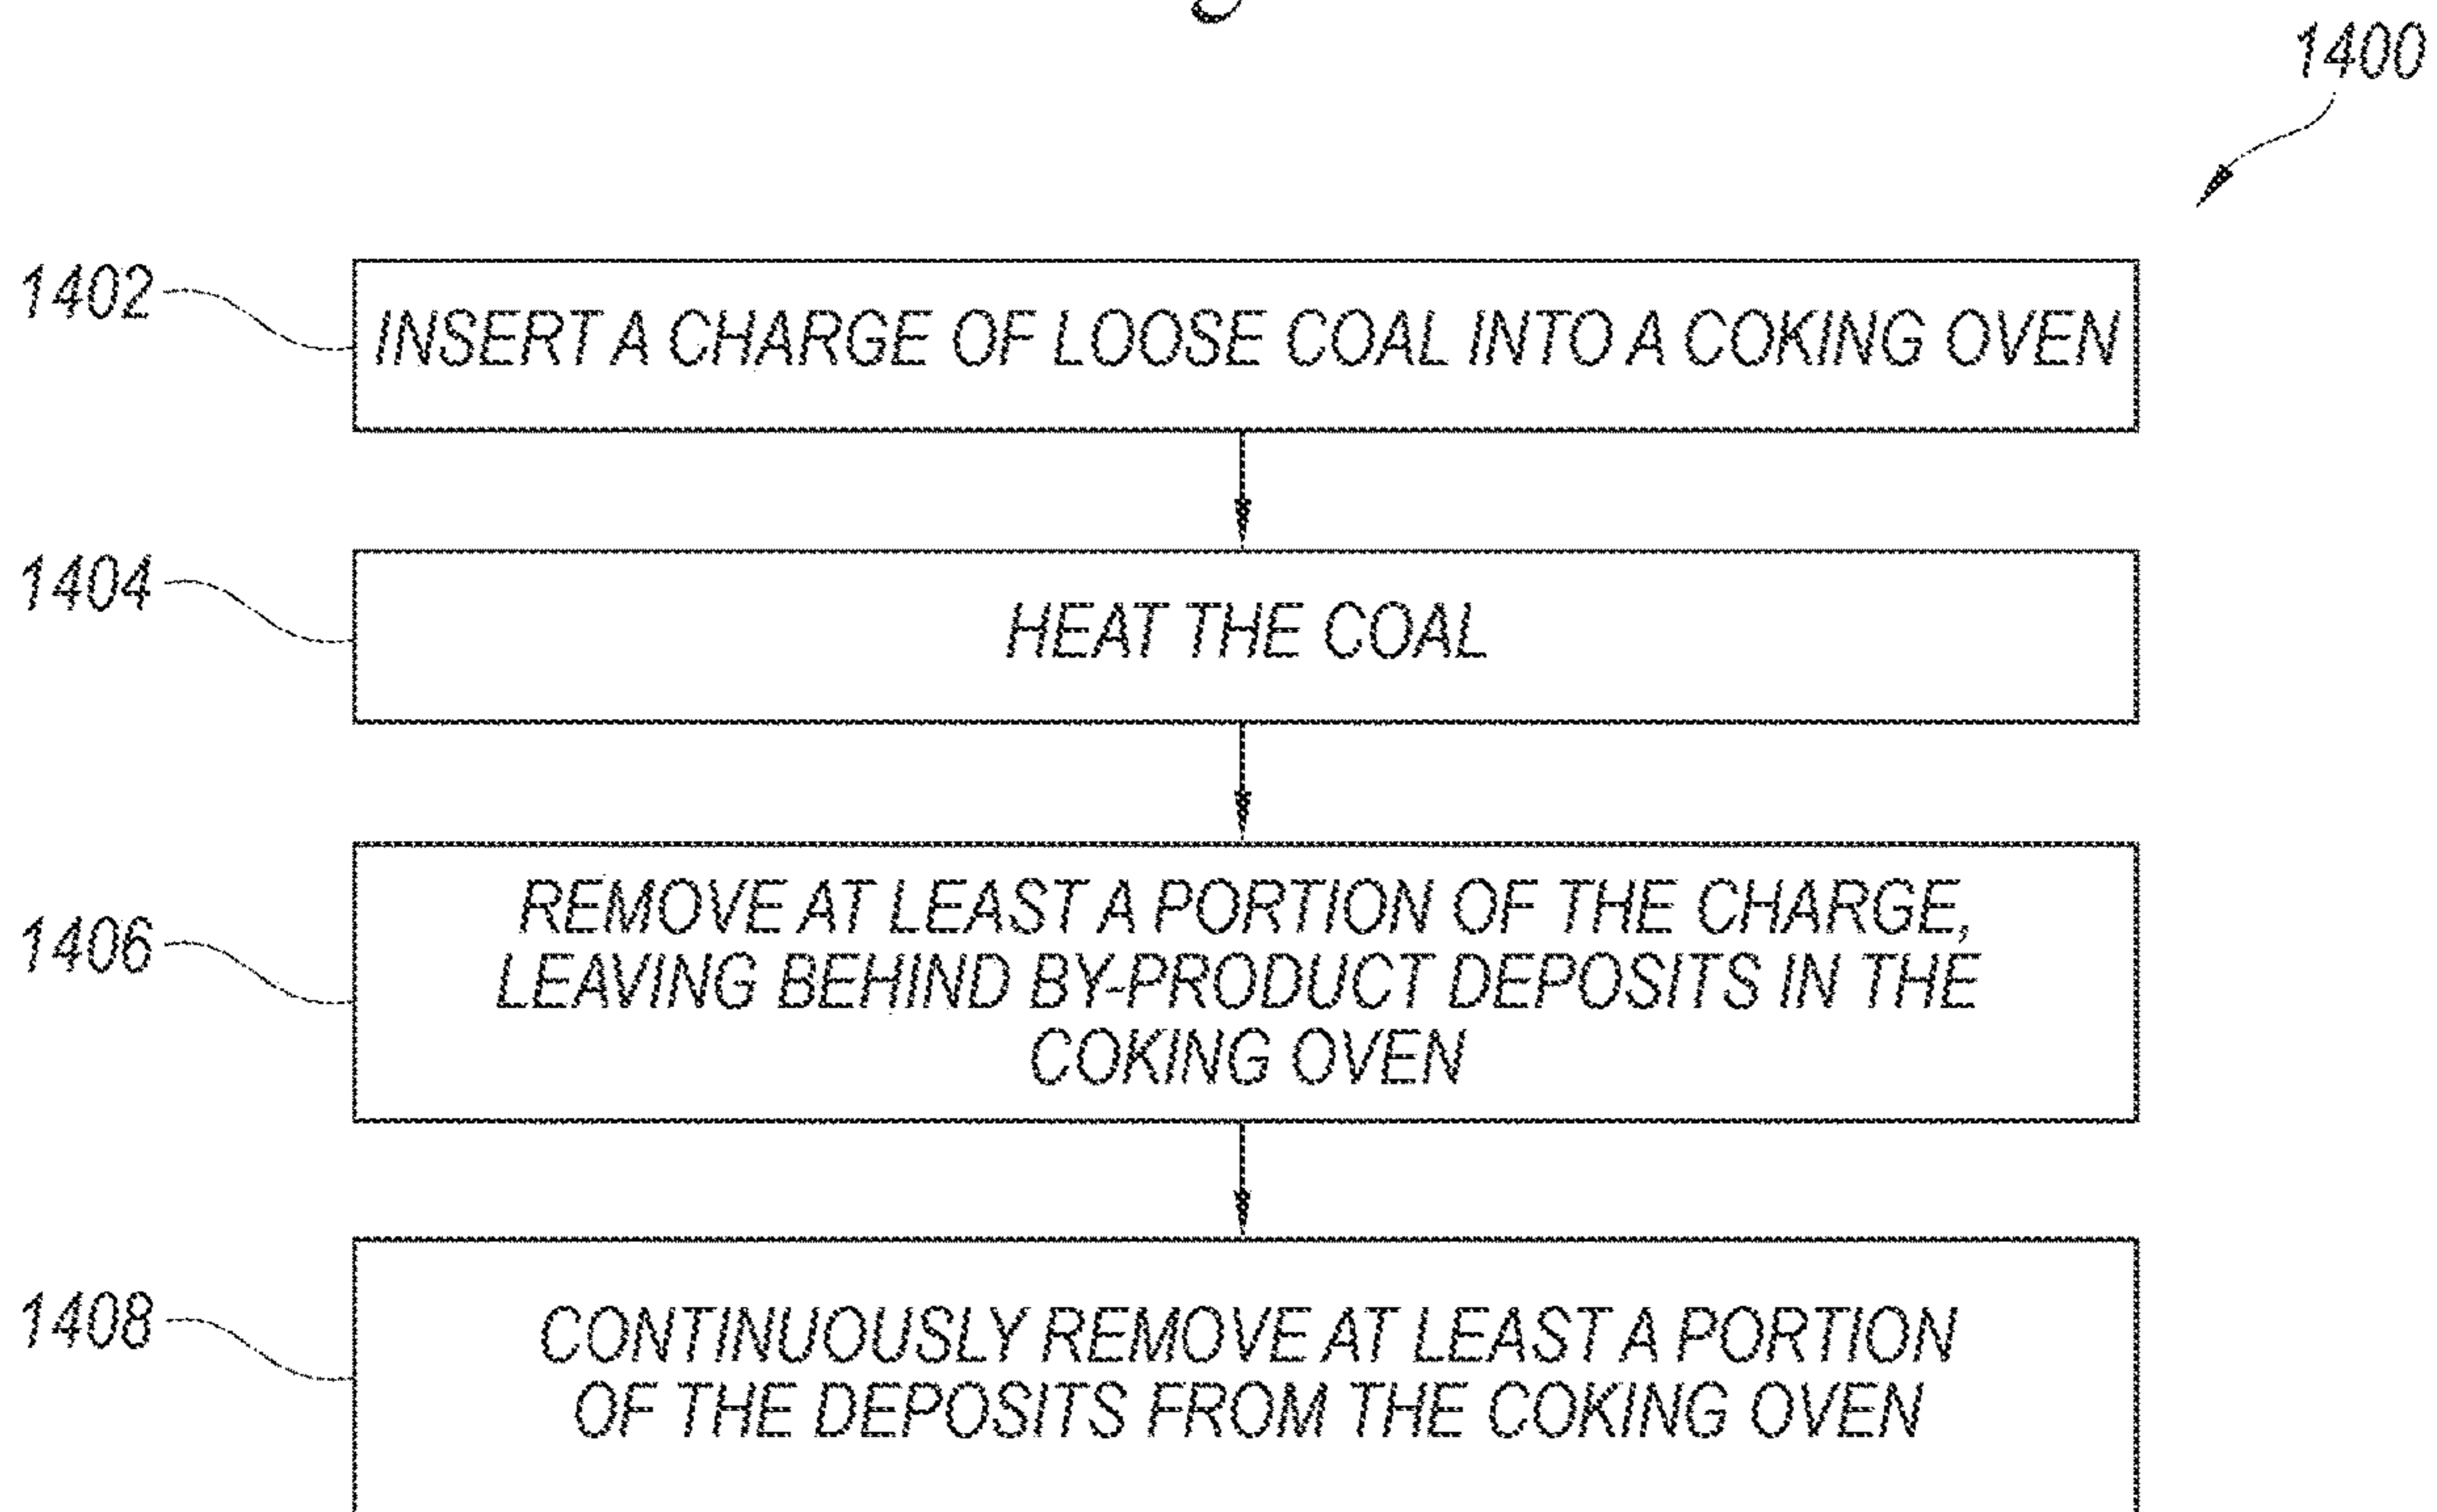 1400
1402
INSERT A CHARGE OF LOOSE COAL INTO A COKING OVEN
1404
HEAT THE COAL
1406
REMOVE AT LEAST A PORTION OF THE CHARGE,
LEAVING BEHIND BY-PRODUCT DEPOSITS IN THE
COKING OVEN
1408
CONTINUOUSLY REMOVE AT LEAST A PORTION
OF THE DEPOSITS FROM THE COKING OVEN